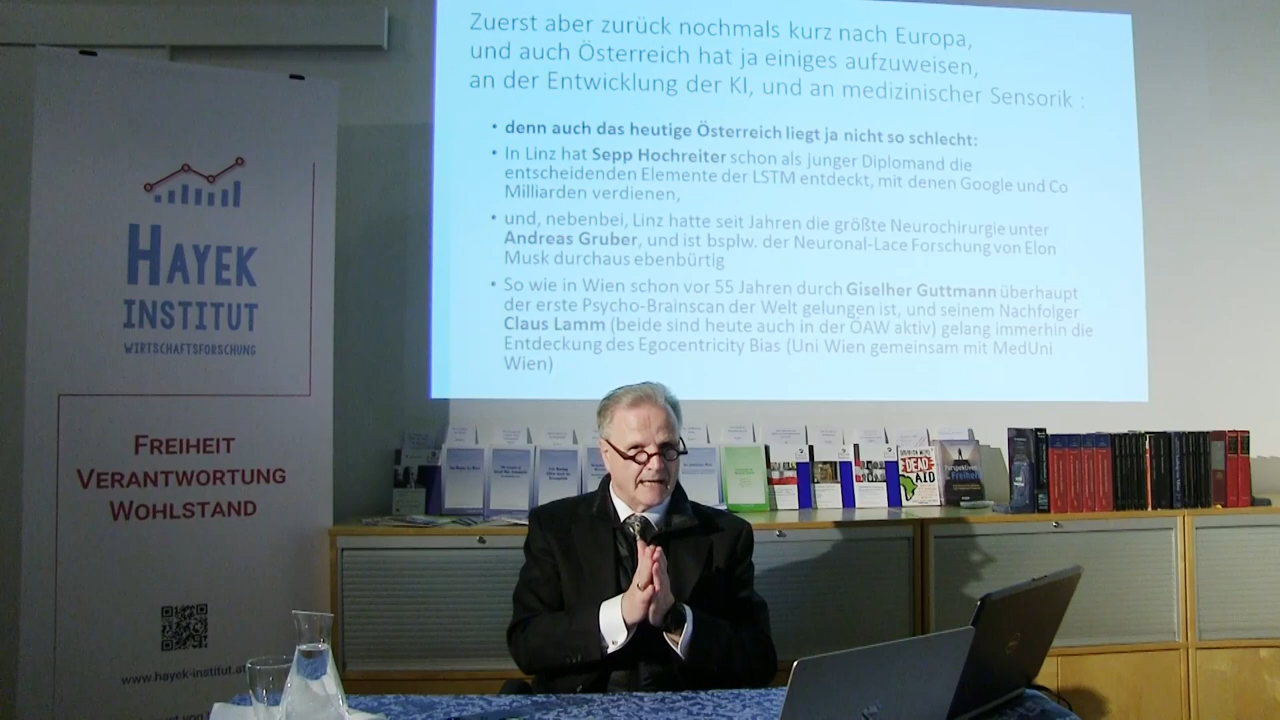 Zuerst aber zurück nochmals kurz nach Europa,
und auch Österreich hat ja einiges aufzuweisen,
an der Entwicklung der KI, und an medizinischer Sensorik :
• denn auch das heutige Österreich liegt ja nicht so schlecht:
• In Linz hat Sepp Hochreiter schon als junger Diplomand die
entscheidenden Elemente der LSTM entdeckt, mit denen Google und Co
Milliarden verdienen,
• und, nebenbei, Linz hatte seit Jahren die größte Neurochirurgie unter
Andreas Gruber, und ist bsplw. der Neuronal-Lace Forschung von Elon
Musk durchaus ebenbürtig
• So wie in Wien schon vor 55 Jahren durch Giselher Guttmann überhaupt
der erste Psycho-Brainscan der Welt gelungen ist, und seinem Nachfolger
Claus Lamm (beide sind heute auch in der ÖAW aktiv) gelang immerhin die
Entdeckung des Egocentricity Bias (Uni Wien gemeinsam mit MedUni
Wien)
HAYEK
INSTITUT
WIRTSCHAFTSFORSCHUNG
FREIHEIT
VERANTWORTUNG
WOHLSTAND
www.hayek-institut.at
DEAD
AID
Perspektiven
Freiheit